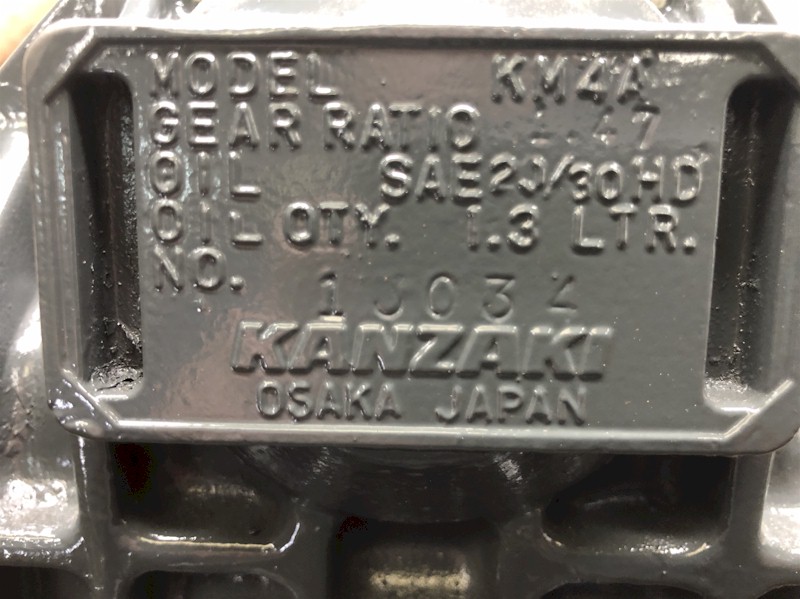 MODEL KM4A
GEAR RATIO
OIL SAE20/30HD
OIL QTY. 1.3 LTR.
NO.
KANZAKI
OSAKA JAPAN